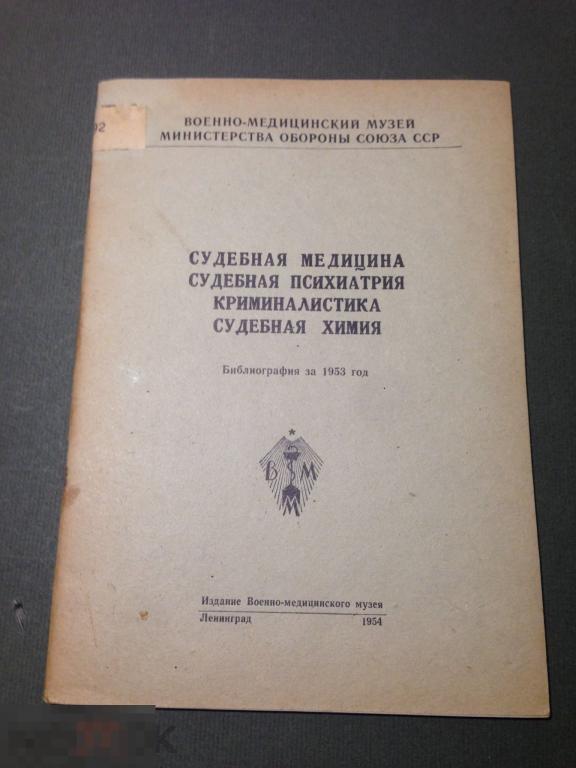 92
ВОЕННО-МЕДИЦИНСКИЙ МУЗЕЙ
МИНИСТЕРСТВА ОБОРОНЫ СОЮЗА ССР
СУДЕБНАЯ МЕДИЦИНА
СУДЕБНАЯ ПСИХИАТРИЯ
КРИМИНАЛИСТИКА
СУДЕБНАЯ ХИМИЯ
Библиография за 1953 год
В М
М
Издание Военно-медицинского музея
Ленинград 1954